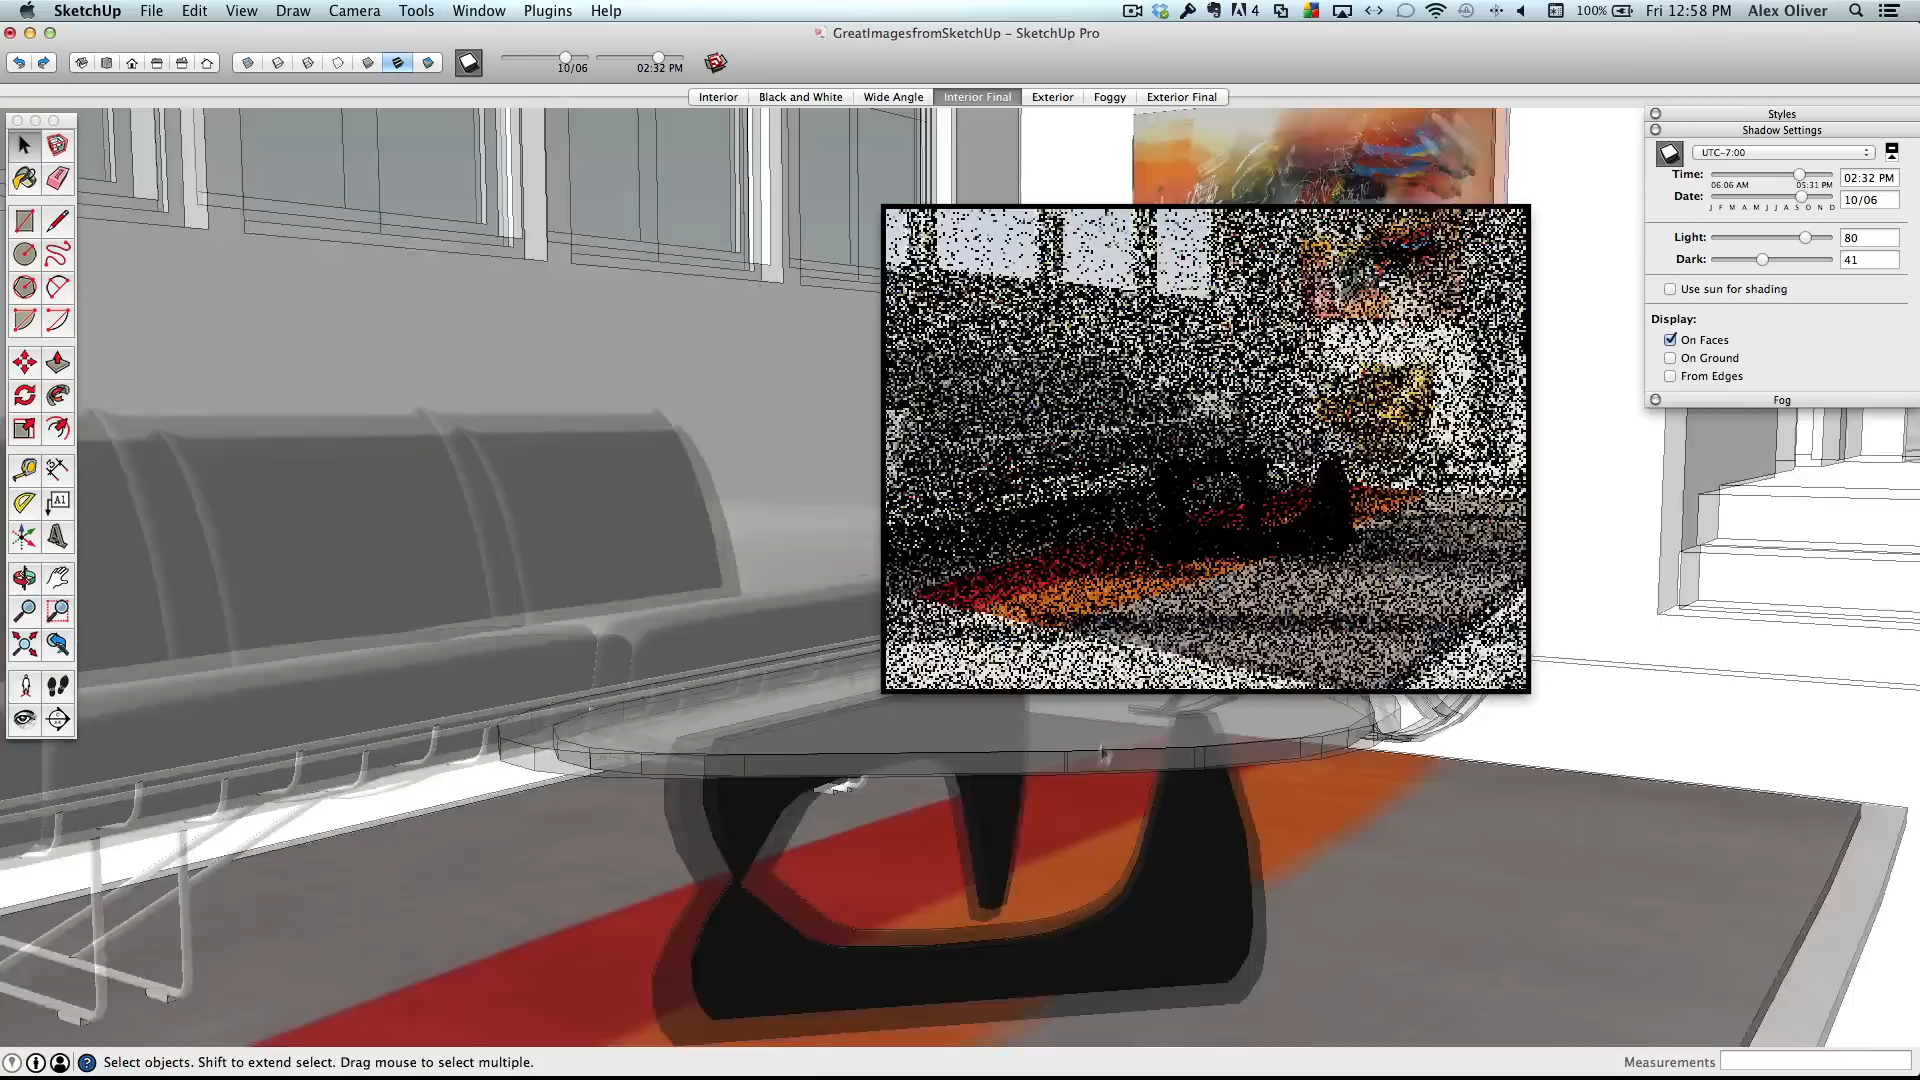 SketchUp File Edit View Draw Camera Tools Window Plugins Help 4 100% Fri 12:58 PM Alex Oliver
GreatImagesfromSketchUp – SketchUp Pro
10/06 02:32 PM
Interior Black and White Wide Angle Interior Final Exterior Foggy Exterior Final
Styles
Shadow Settings
UTC-7:00
Time: 02:32 PM
06:06 AM 05:31 PM
Date: 10/06
J F M A M J J A S O N D
Light: 80
Dark: 41
Use sun for shading
Display:
On Faces
On Ground
From Edges
Fog
A1
Select objects. Shift to extend select. Drag mouse to select multiple.
Measurements